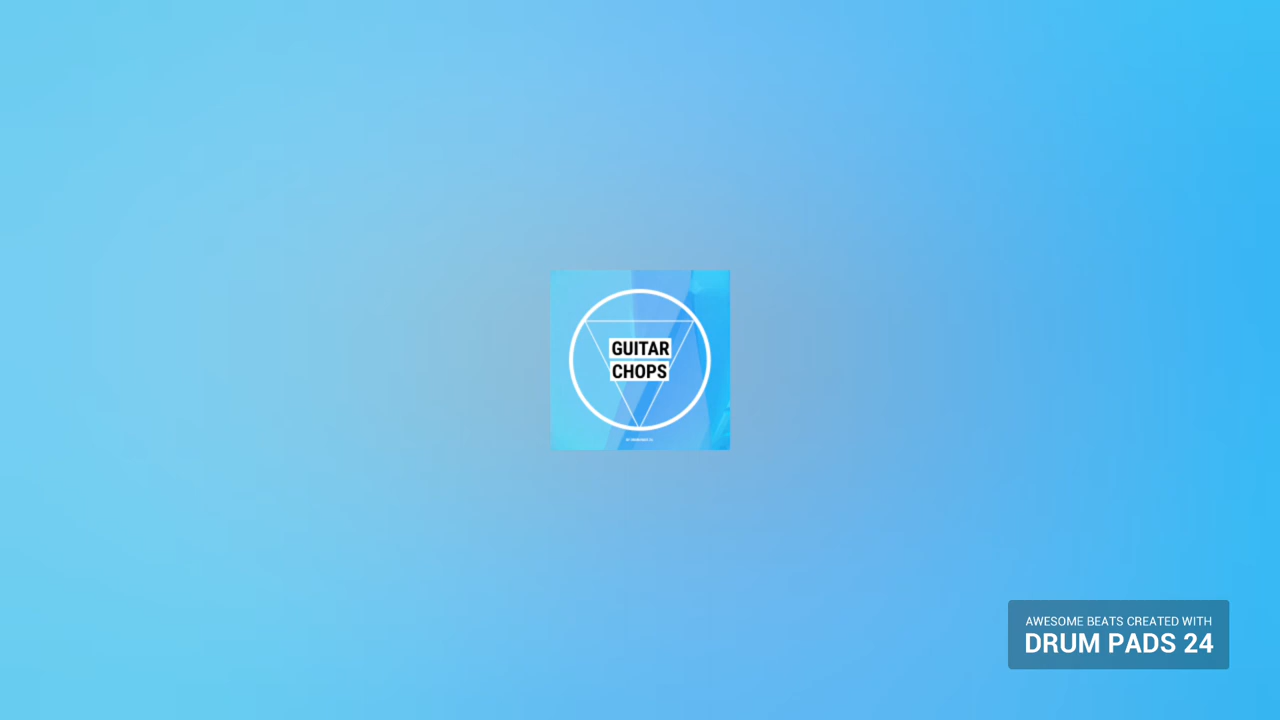 GUITAR
CHOPS
AWESOME BEATS CREATED WITH
DRUM PADS 24